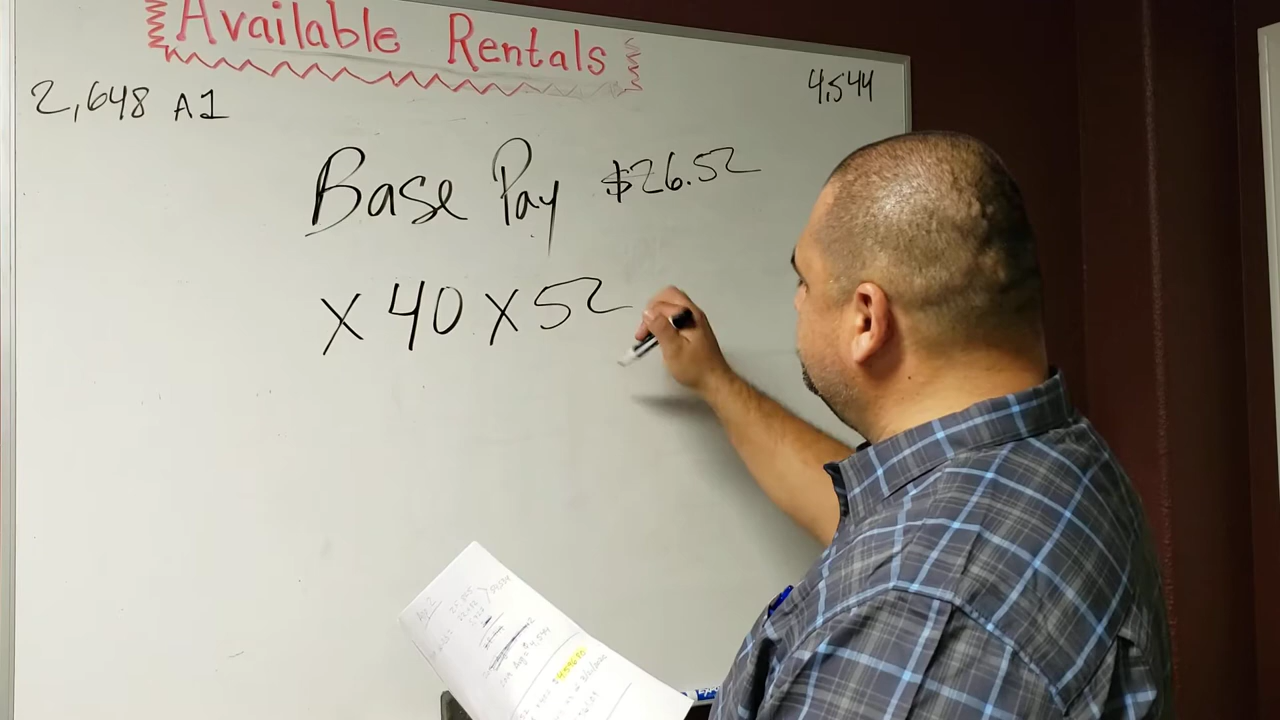 Available Rentals
2,648 A1
4,544
Base Pay $26.52
X 40 X 52